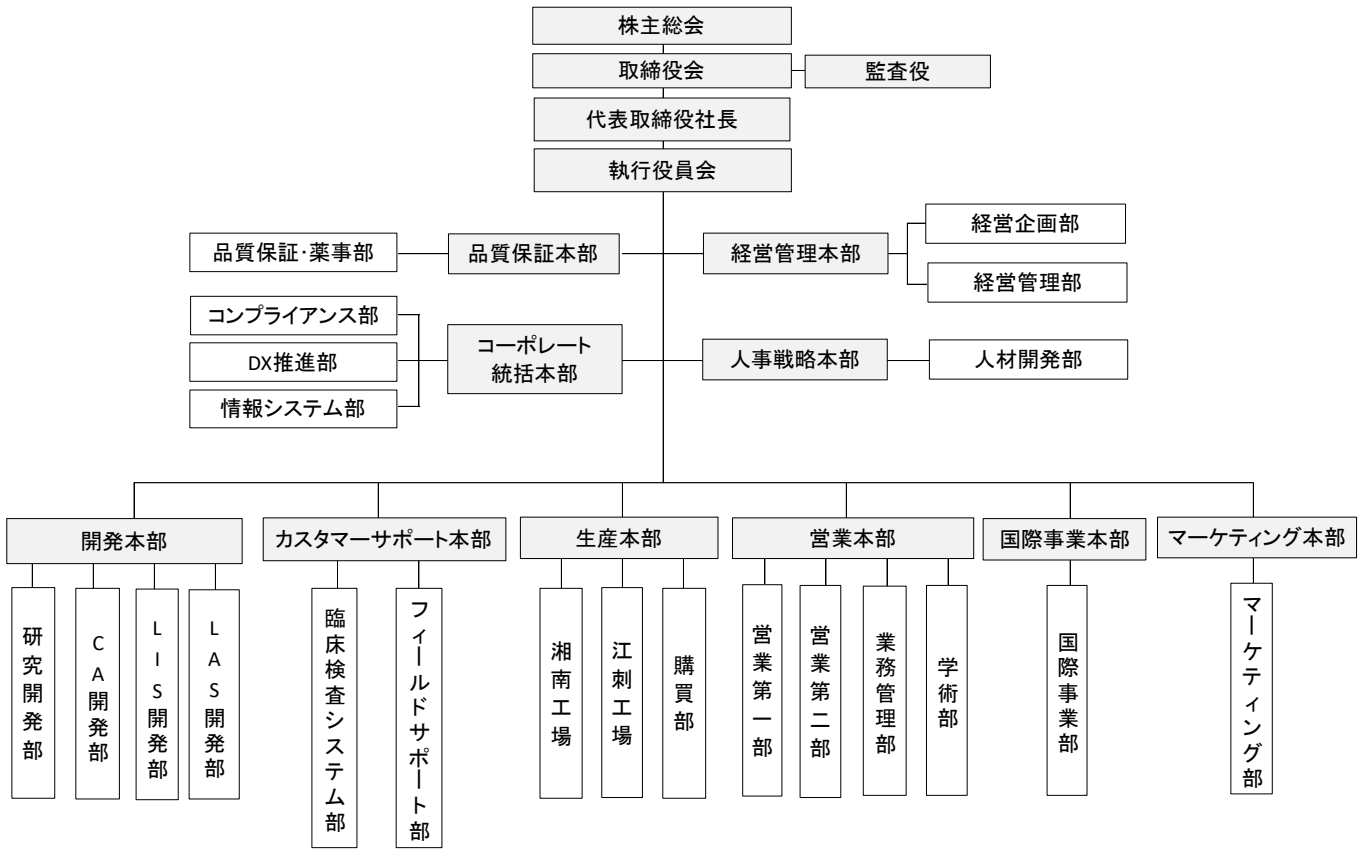 株主総会
取締役会
監査役
代表取締役社長
執行役員会
品質保証・薬事部
品質保証本部
経営管理本部
経営企画部
経営管理部
コンプライアンス部
DX推進部
情報システム部
コーポレート
統括本部
人事戦略本部
人材開発部
開発本部
カスタマーサポート本部
生産本部
営業本部
国際事業本部
マーケティング本部
研究開発部
CA開発部
LIS開発部
LAS開発部
臨床検査システム部
フィールドサポート部
湘南工場
江刺工場
購買部
営業第一部
営業第二部
業務管理部
学術部
国際事業部
マーケティング部